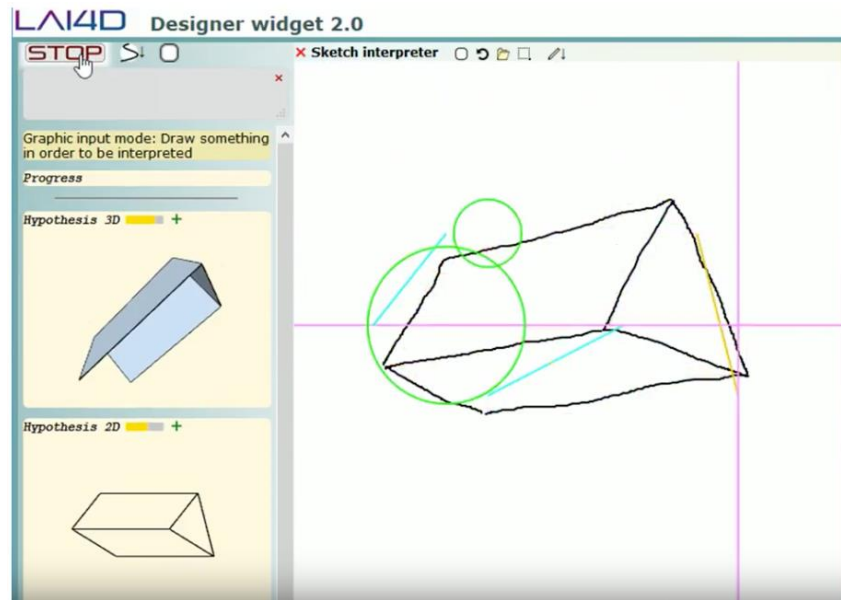 LAI4D Designer widget 2.0
STOP
Sketch interpreter
Graphic input mode: Draw something
in order to be interpreted
Progress
Hypothesis 3D
Hypothesis 2D